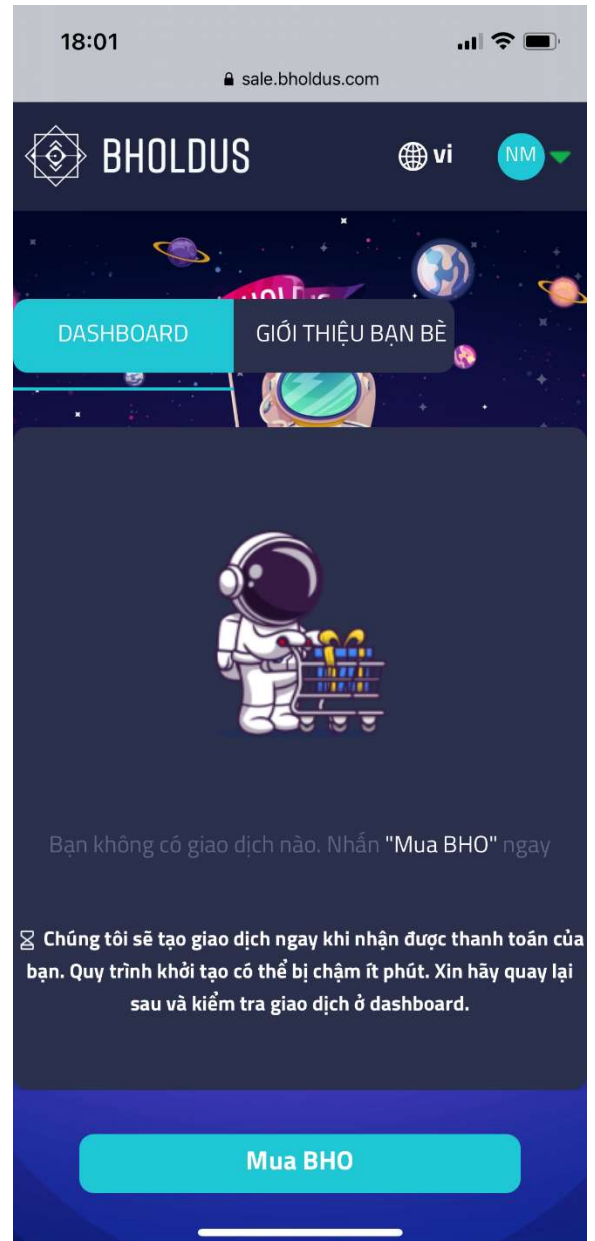 18:01
sale.bholdus.com
BHOLDUS
vi
NM
DASHBOARD
GIỚI THIỆU BẠN BÈ
Bạn không có giao dịch nào. Nhấn "Mua BHO" ngay
Chúng tôi sẽ tạo giao dịch ngay khi nhận được thanh toán của
bạn. Quy trình khởi tạo có thể bị chậm ít phút. Xin hãy quay lại
sau và kiểm tra giao dịch ở dashboard.
Mua BHO